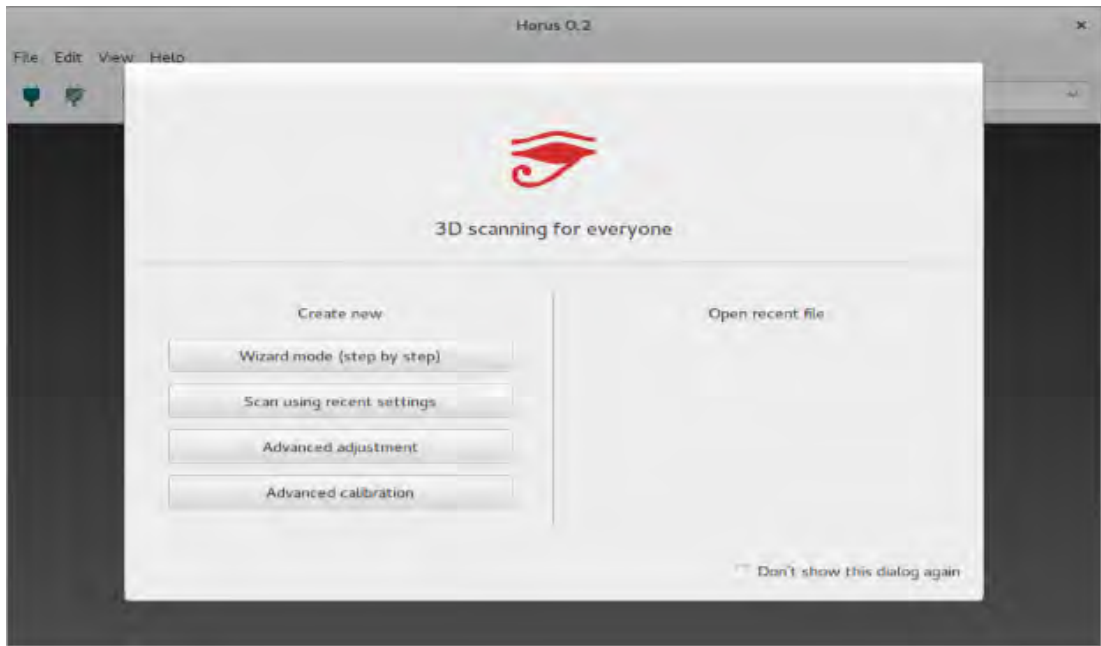 Horus 0.2 ×
File Edit View Help
3D scanning for everyone
Create new
Wizard mode (step by step)
Scan using recent settings
Advanced adjustment
Advanced calibration
Open recent file
Don't show this dialog again